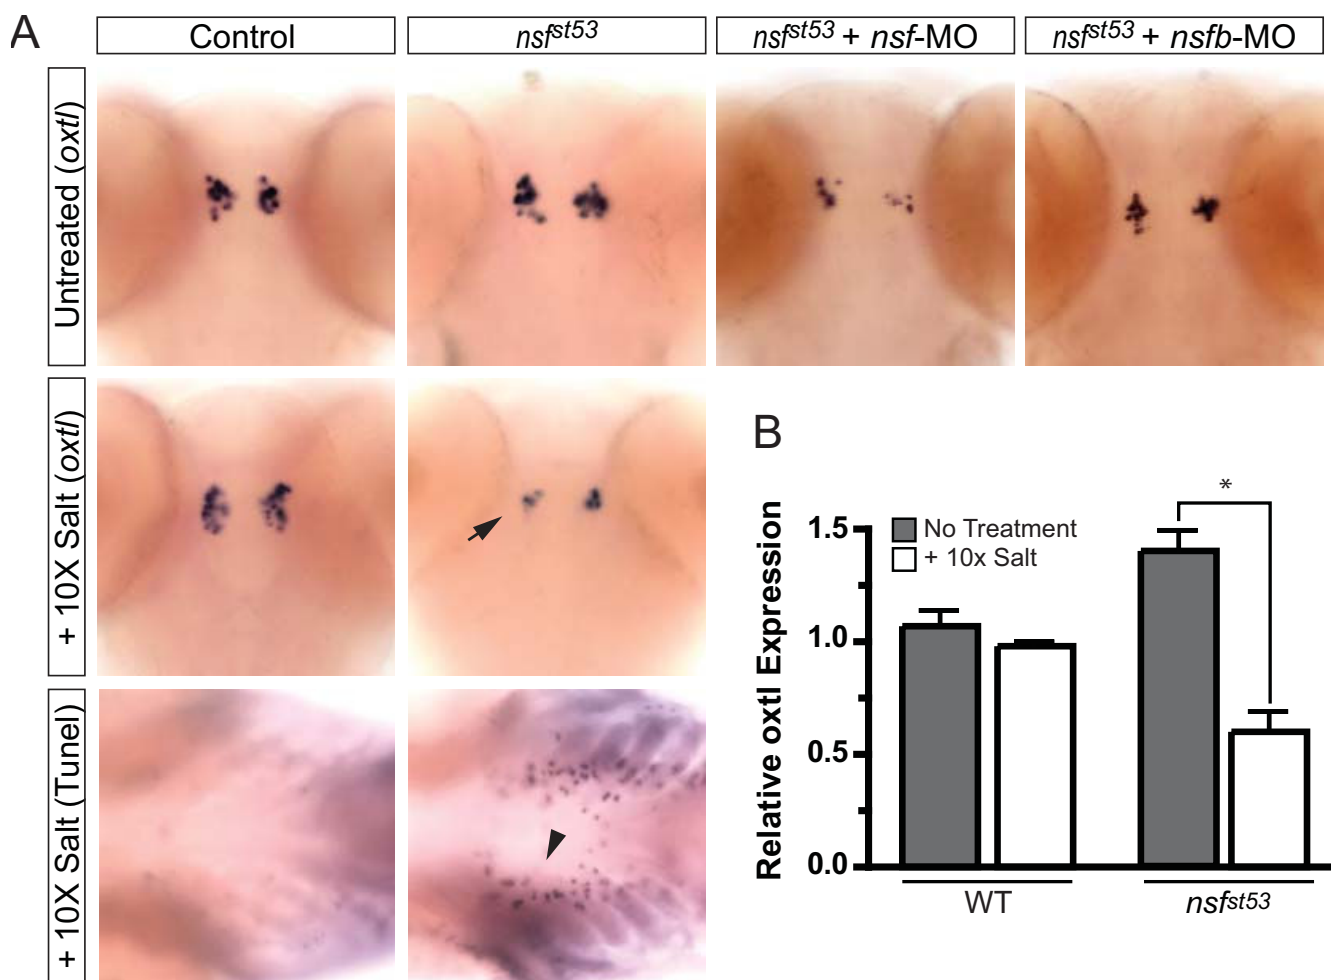 A
Control
nsfst53
nsfst53 + nsf-MO
nsfst53 + nsfb-MO
Untreated (oxtl)
+ 10X Salt (oxtl)
+ 10X Salt (Tunel)
B
Relative oxtl Expression
1.5
1.0
0.5
0.0
No Treatment
+ 10x Salt
*
WT
nsfst53